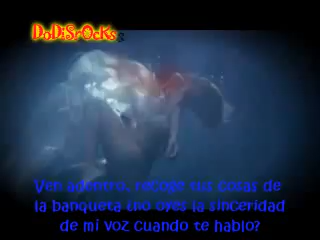 DoDiSrOcKs
Ven adentro, recoge tus cosas de
la banqueta ¿No oyes la sinceridad
de mi voz cuando te hablo?